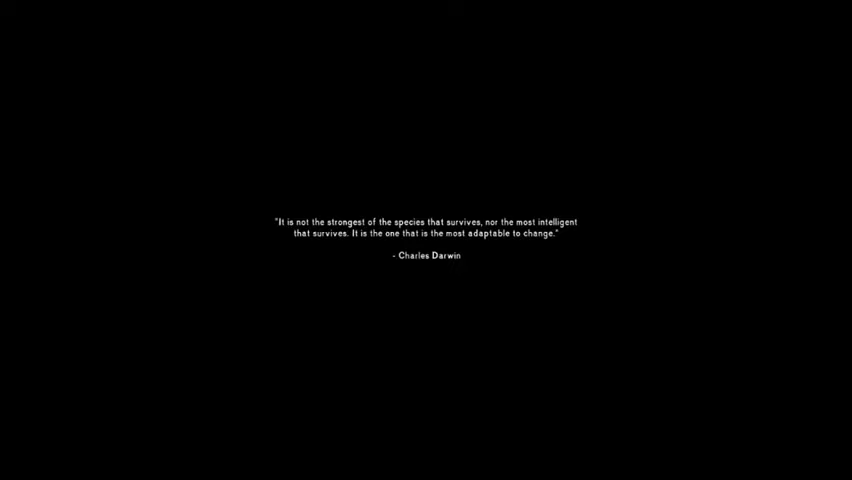 "It is not the strongest of the species that survives, nor the most intelligent
that survives. It is the one that is the most adaptable to change."
- Charles Darwin